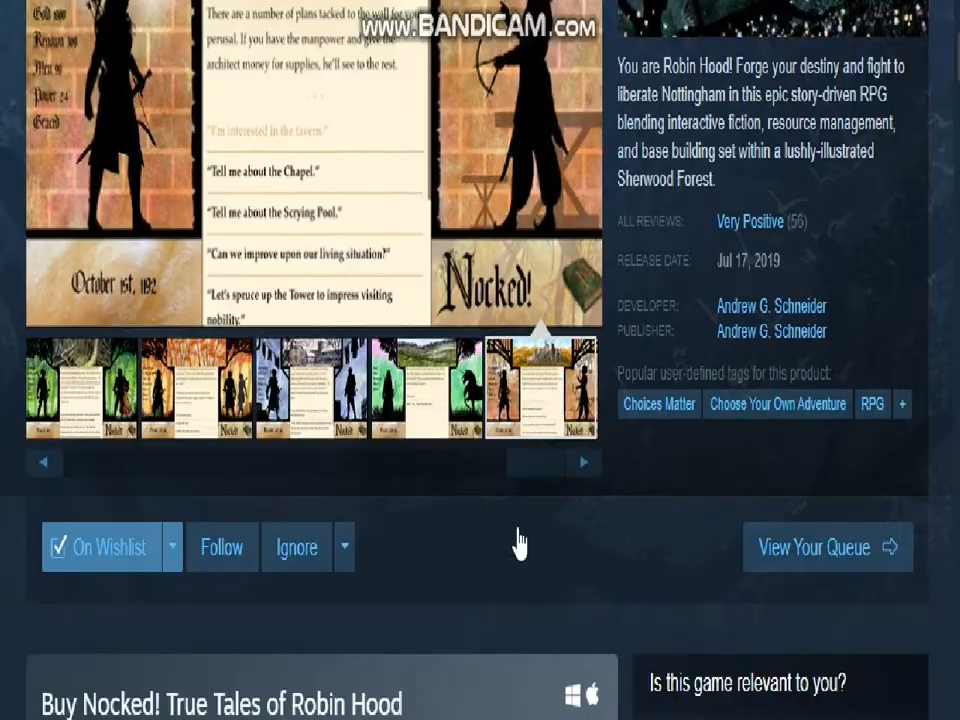 Gold
Men
Power 24
There are a number of plans tacked to the wall for your
perusal. If you have the manpower and give the
architect money for supplies, he'll see to the rest.
"I'm interested in the tavern."
"Tell me about the Chapel."
"Tell me about the Scrying Pool."
"Can we improve upon our living situation?"
"Let's spruce up the Tower to impress visiting
nobility."
October 1st, 1192
Nocked!
www.BANDICAM.com
You are Robin Hood! Forge your destiny and fight to
liberate Nottingham in this epic story-driven RPG
blending interactive fiction, resource management,
and base building set within a lushly-illustrated
Sherwood Forest.
ALL REVIEWS: Very Positive (56)
RELEASE DATE: Jul 17, 2019
DEVELOPER: Andrew G. Schneider
PUBLISHER: Andrew G. Schneider
Popular user-defined tags for this product:
Choices Matter Choose Your Own Adventure RPG +
On Wishlist Follow Ignore View Your Queue
Buy Nocked! True Tales of Robin Hood
Is this game relevant to you?